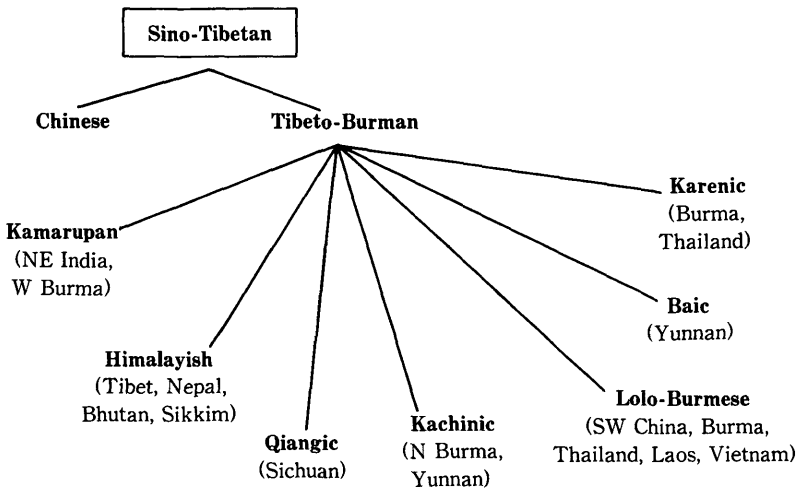 Sino-Tibetan
Chinese
Tibeto-Burman
Kamarupan
(NE India,
W Burma)
Himalayish
(Tibet, Nepal,
Bhutan, Sikkim)
Qiangic
(Sichuan)
Kachinic
(N Burma,
Yunnan)
Lolo-Burmese
(SW China, Burma,
Thailand, Laos, Vietnam)
Baic
(Yunnan)
Karenic
(Burma,
Thailand)